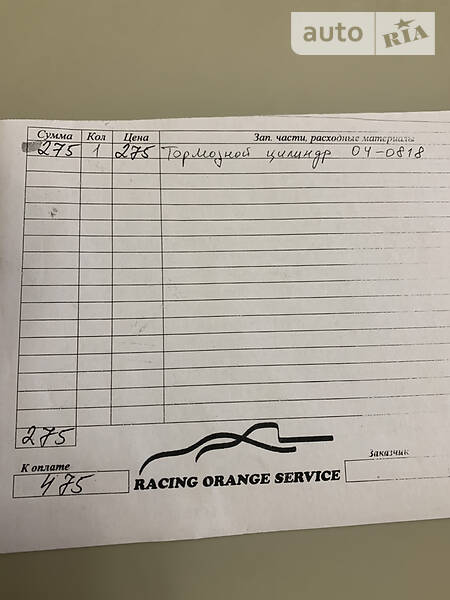 auto RIA
Сумма Кол Цена Зап. части, расходные материалы
275 1 275 Тормозной цилиндр 04-0818
275
К оплате
475
RACING ORANGE SERVICE
Заказчик